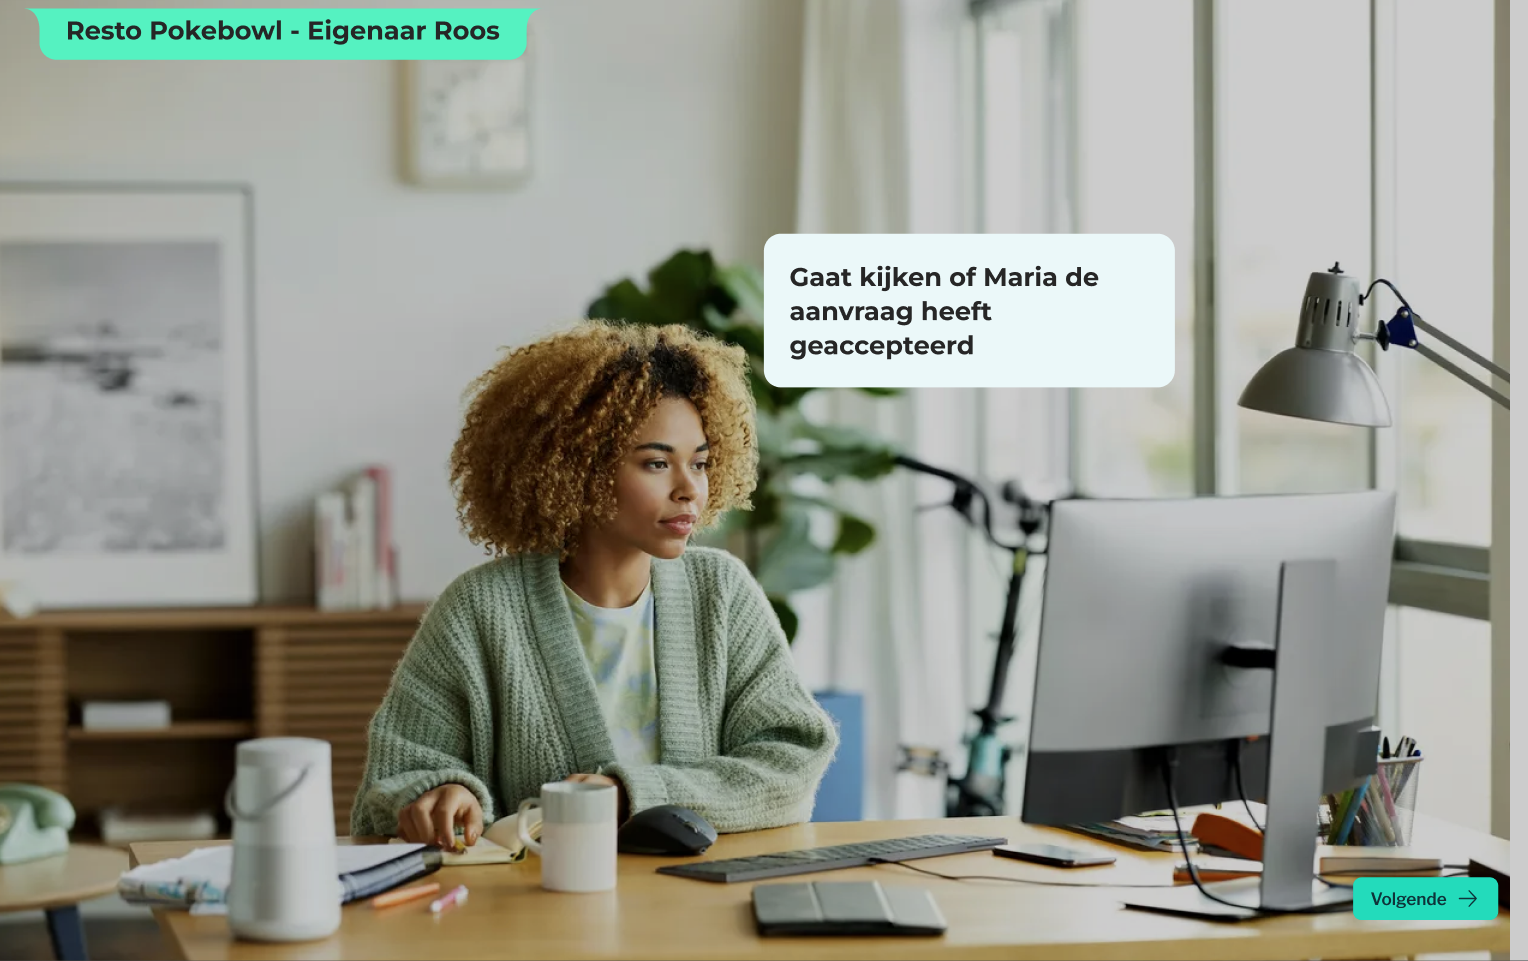 Resto Pokebowl - Eigenaar Roos
Gaat kijken of Maria de
aanvraag heeft
geaccepteerd
Volgende